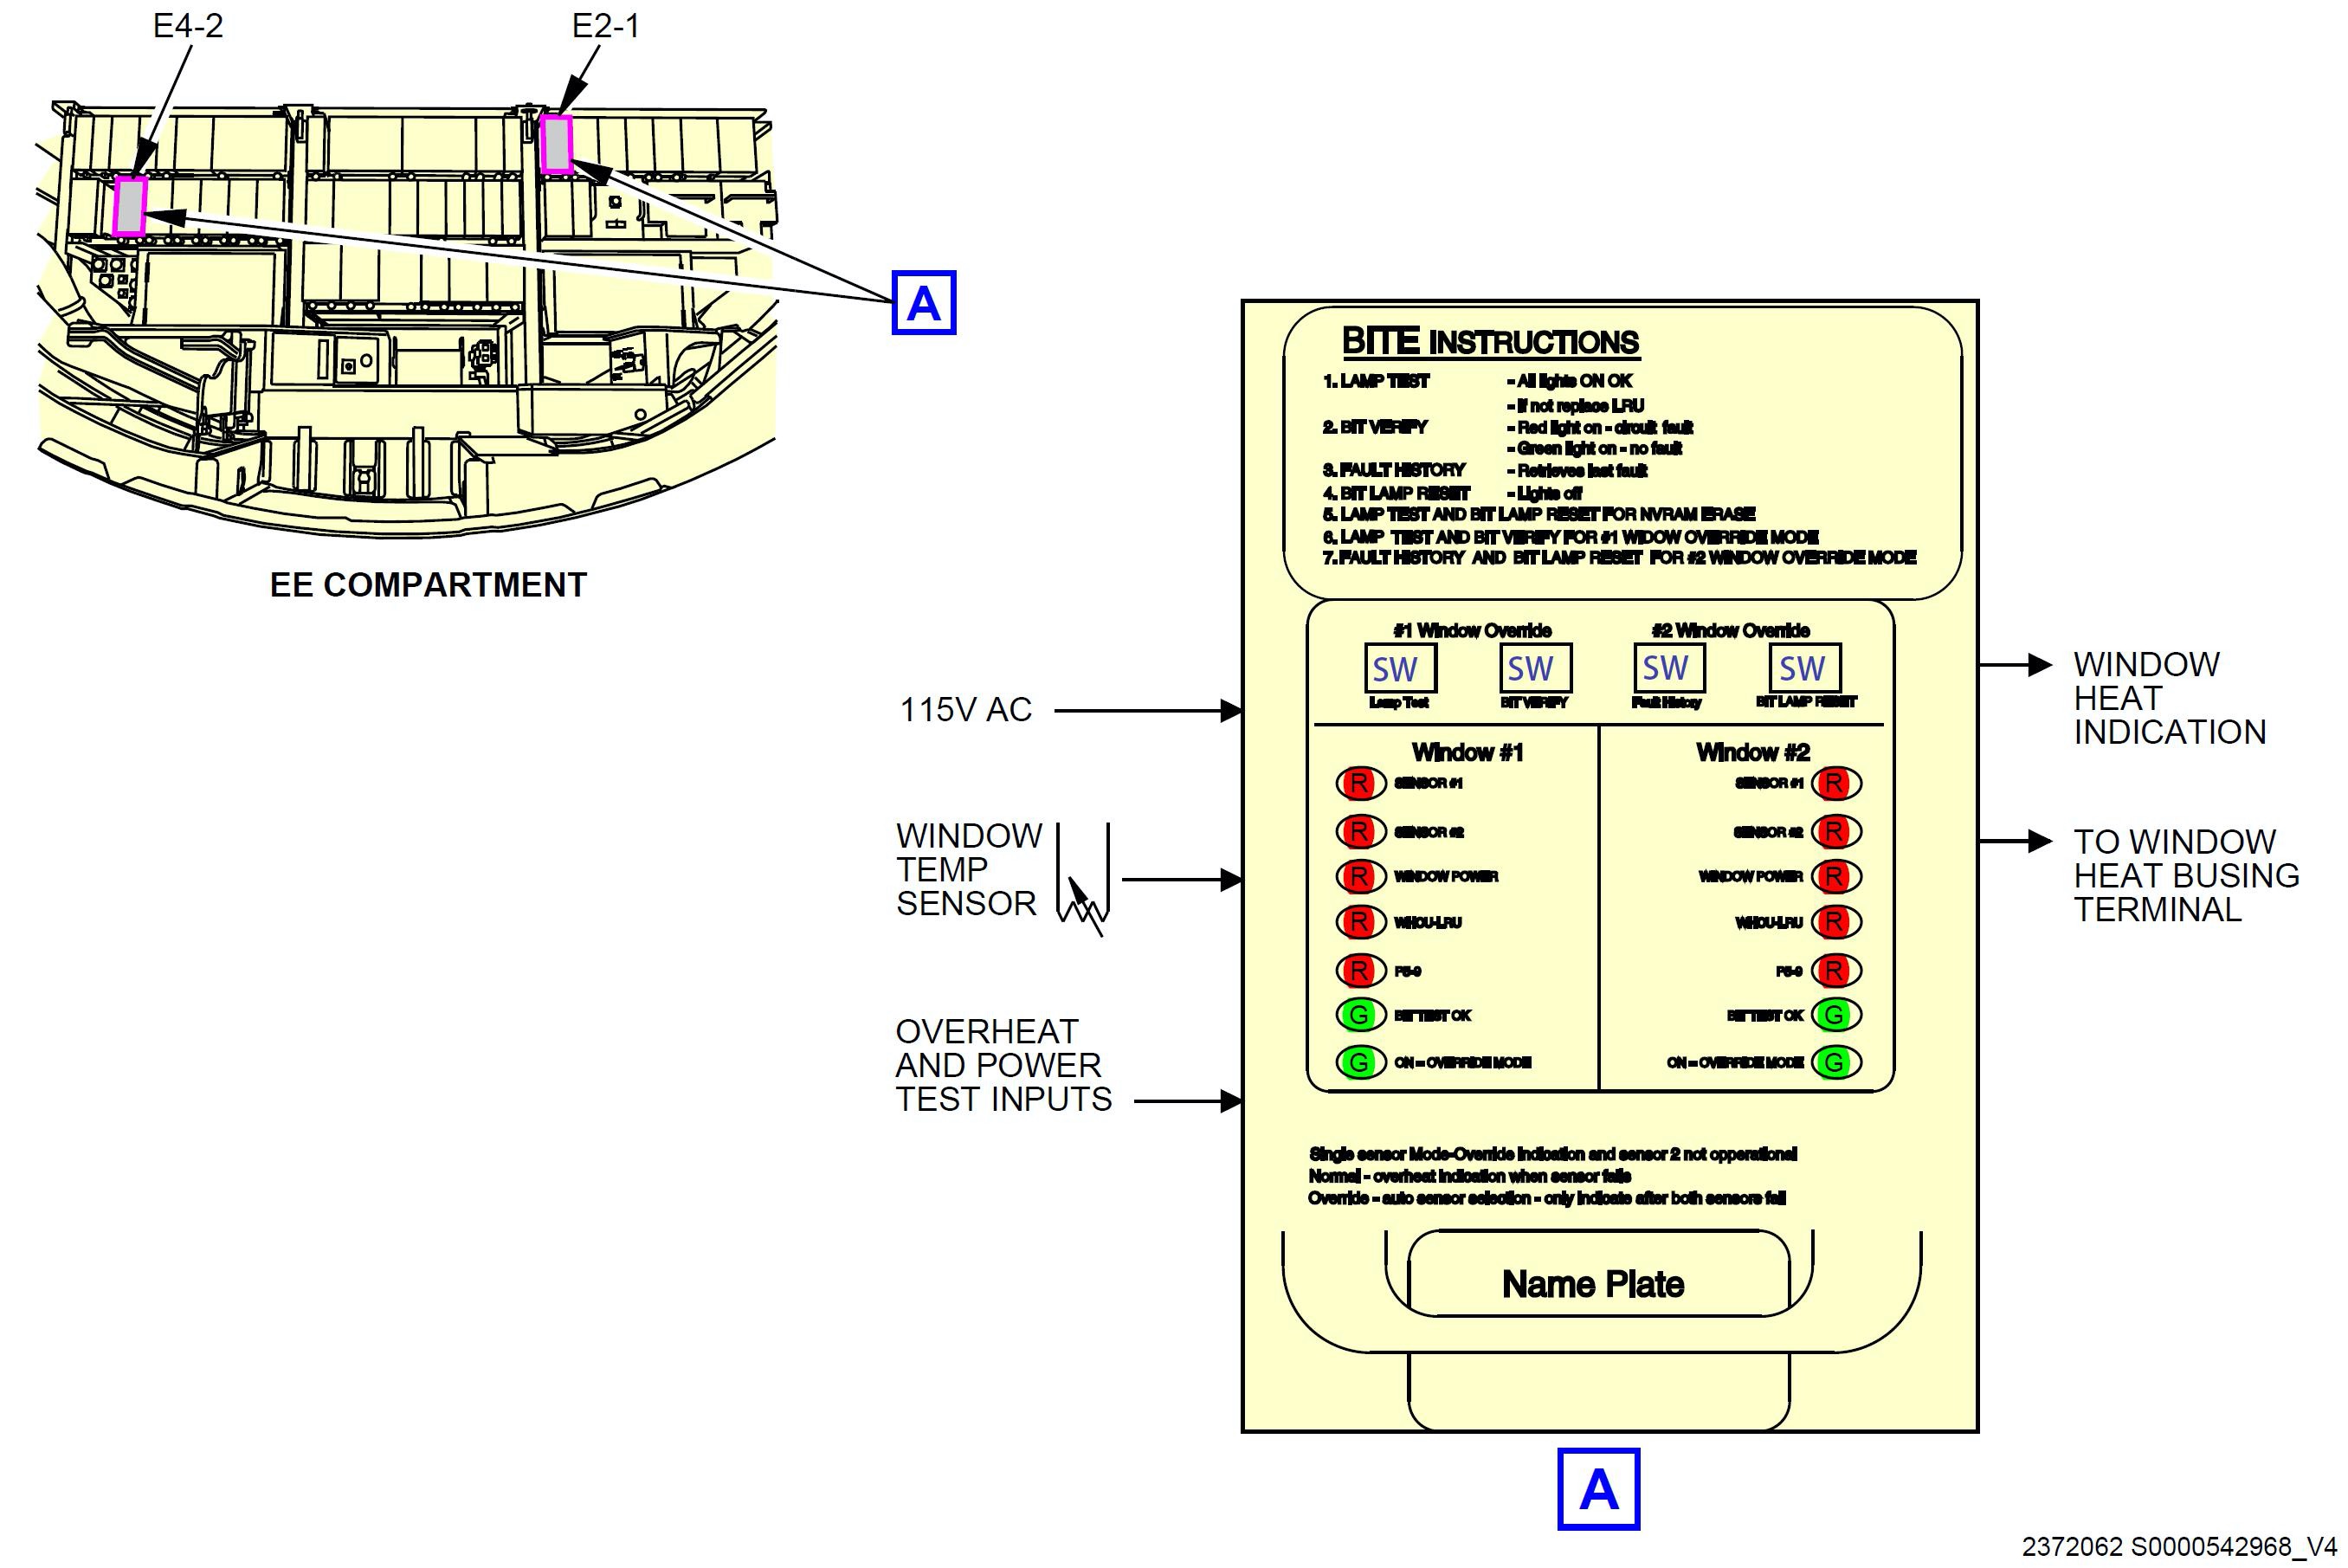 E4-2
E2-1
A
EE COMPARTMENT
BITE INSTRUCTIONS
1. LAMP TEST - All lights ON OK
- If not replace LRU
2. BIT VERIFY - Red light on - circuit fault
- Green light on - no fault
3. FAULT HISTORY - Retrieves last fault
4. BIT LAMP RESET - Lights off
5. LAMP TEST AND BIT LAMP RESET FOR NVRAM ERASE
6. LAMP TEST AND BIT VERIFY FOR #1 WIDOW OVERRIDE MODE
7. FAULT HISTORY AND BIT LAMP RESET FOR #2 WINDOW OVERRIDE MODE
#1 Window Override #2 Window Override
SW SW SW SW
Lamp Test BIT VERIFY Fault History BIT LAMP RESET
Window #1 Window #2
R SENSOR #1 SENSOR #1 R
R SENSOR #2 SENSOR #2 R
R WINDOW POWER WINDOW POWER R
R WHCU-LRU WHCU-LRU R
R P5-9 P5-9 R
G BIT TEST OK BIT TEST OK G
G ON - OVERRIDE MODE ON - OVERRIDE MODE G
Single sensor Mode-Override indication and sensor 2 not opperational
Normal - overheat indication when sensor fails
Override - auto sensor selection - only indicate after both sensors fail
Name Plate
115V AC
WINDOW
TEMP
SENSOR
OVERHEAT
AND POWER
TEST INPUTS
WINDOW
HEAT
INDICATION
TO WINDOW
HEAT BUSING
TERMINAL
A
2372062 S0000542968_V4